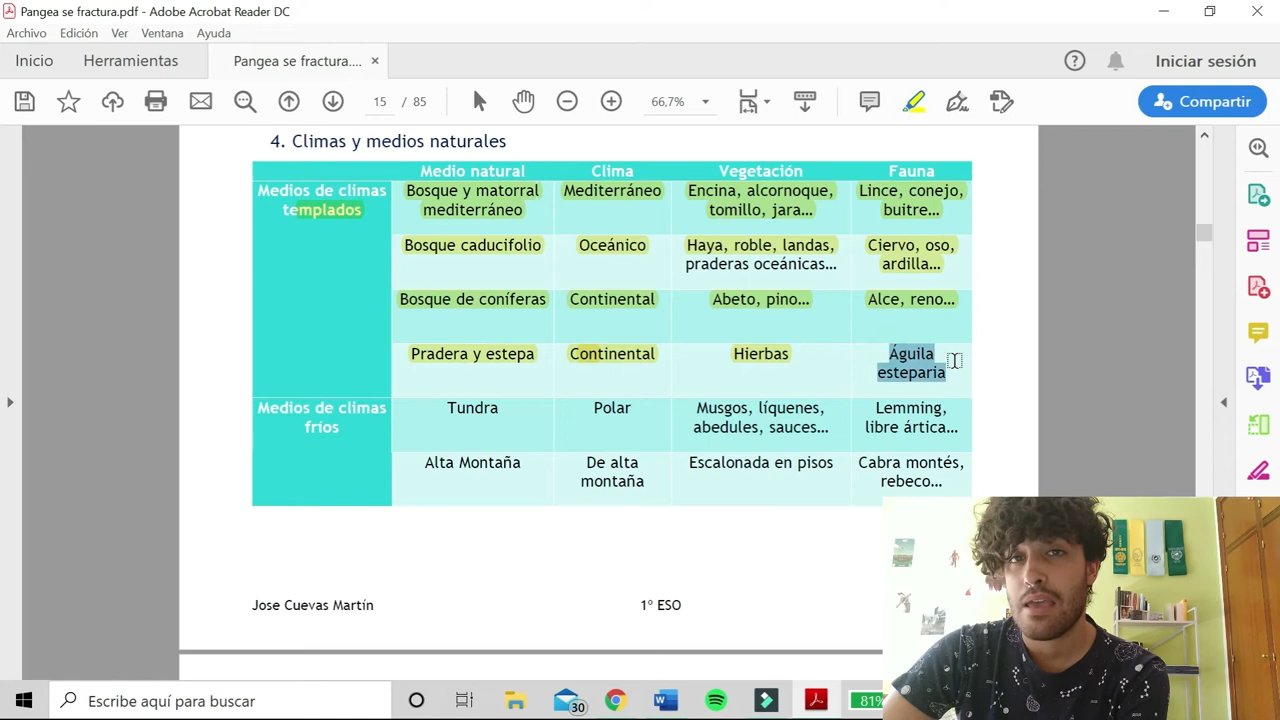 Pangea se fractura.pdf - Adobe Acrobat Reader DC
Archivo Edición Ver Ventana Ayuda
Inicio Herramientas Pangea se fractura.... × Iniciar sesión
15 / 85 66,7% Compartir
4. Climas y medios naturales
Medio natural Clima Vegetación Fauna
Medios de climas templados Bosque y matorral mediterráneo Mediterráneo Encina, alcornoque, tomillo, jara... Lince, conejo, buitre...
Bosque caducifolio Oceánico Haya, roble, landas, praderas oceánicas... Ciervo, oso, ardilla...
Bosque de coníferas Continental Abeto, pino... Alce, reno...
Pradera y estepa Continental Hierbas Águila esteparia
Medios de climas fríos Tundra Polar Musgos, líquenes, abedules, sauces... Lemming, libre ártica...
Alta Montaña De alta montaña Escalonada en pisos Cabra montés, rebeco...
Jose Cuevas Martín 1º ESO
Escribe aquí para buscar 30 81%